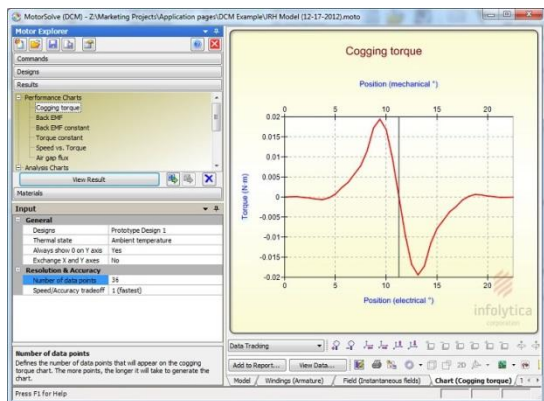 MotorSolve (DCM) - Z:\Marketing Projects\Application pages\DCM Example\JRH Model (12-17-2012).moto
Motor Explorer
Commands
Designs
Results
Performance Charts
Cogging torque
Back EMF
Back EMF constant
Torque constant
Speed vs. Torque
Air gap flux
Analysis Charts
View Result
Materials
Input
General
Designs Prototype Design 1
Thermal state Ambient temperature
Always show 0 on Y axis Yes
Exchange X and Y axes No
Resolution & Accuracy
Number of data points 36
Speed/Accuracy tradeoff 1 (fastest)
Number of data points
Defines the number of data points that will appear on the cogging
torque chart. The more points, the longer it will take to generate the
chart.
Press F1 for Help
Cogging torque
Position (mechanical °)
0 5 10 15 20
0.02
0.015
0.01
0.005
0
-0.005
-0.01
-0.015
-0.02
Torque (N·m)
0 5 10 15 20
Position (electrical °)
infolytica
corporation
Data Tracking
Add to Report... View Data... 2D
Model Windings (Armature) Field (Instantaneous fields) Chart (Cogging torque) 1